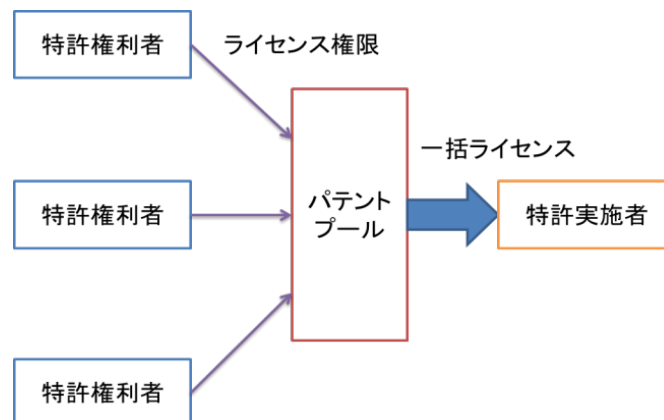 特許権利者
ライセンス権限
一括ライセンス
特許権利者
パテント
プール
特許実施者
特許権利者